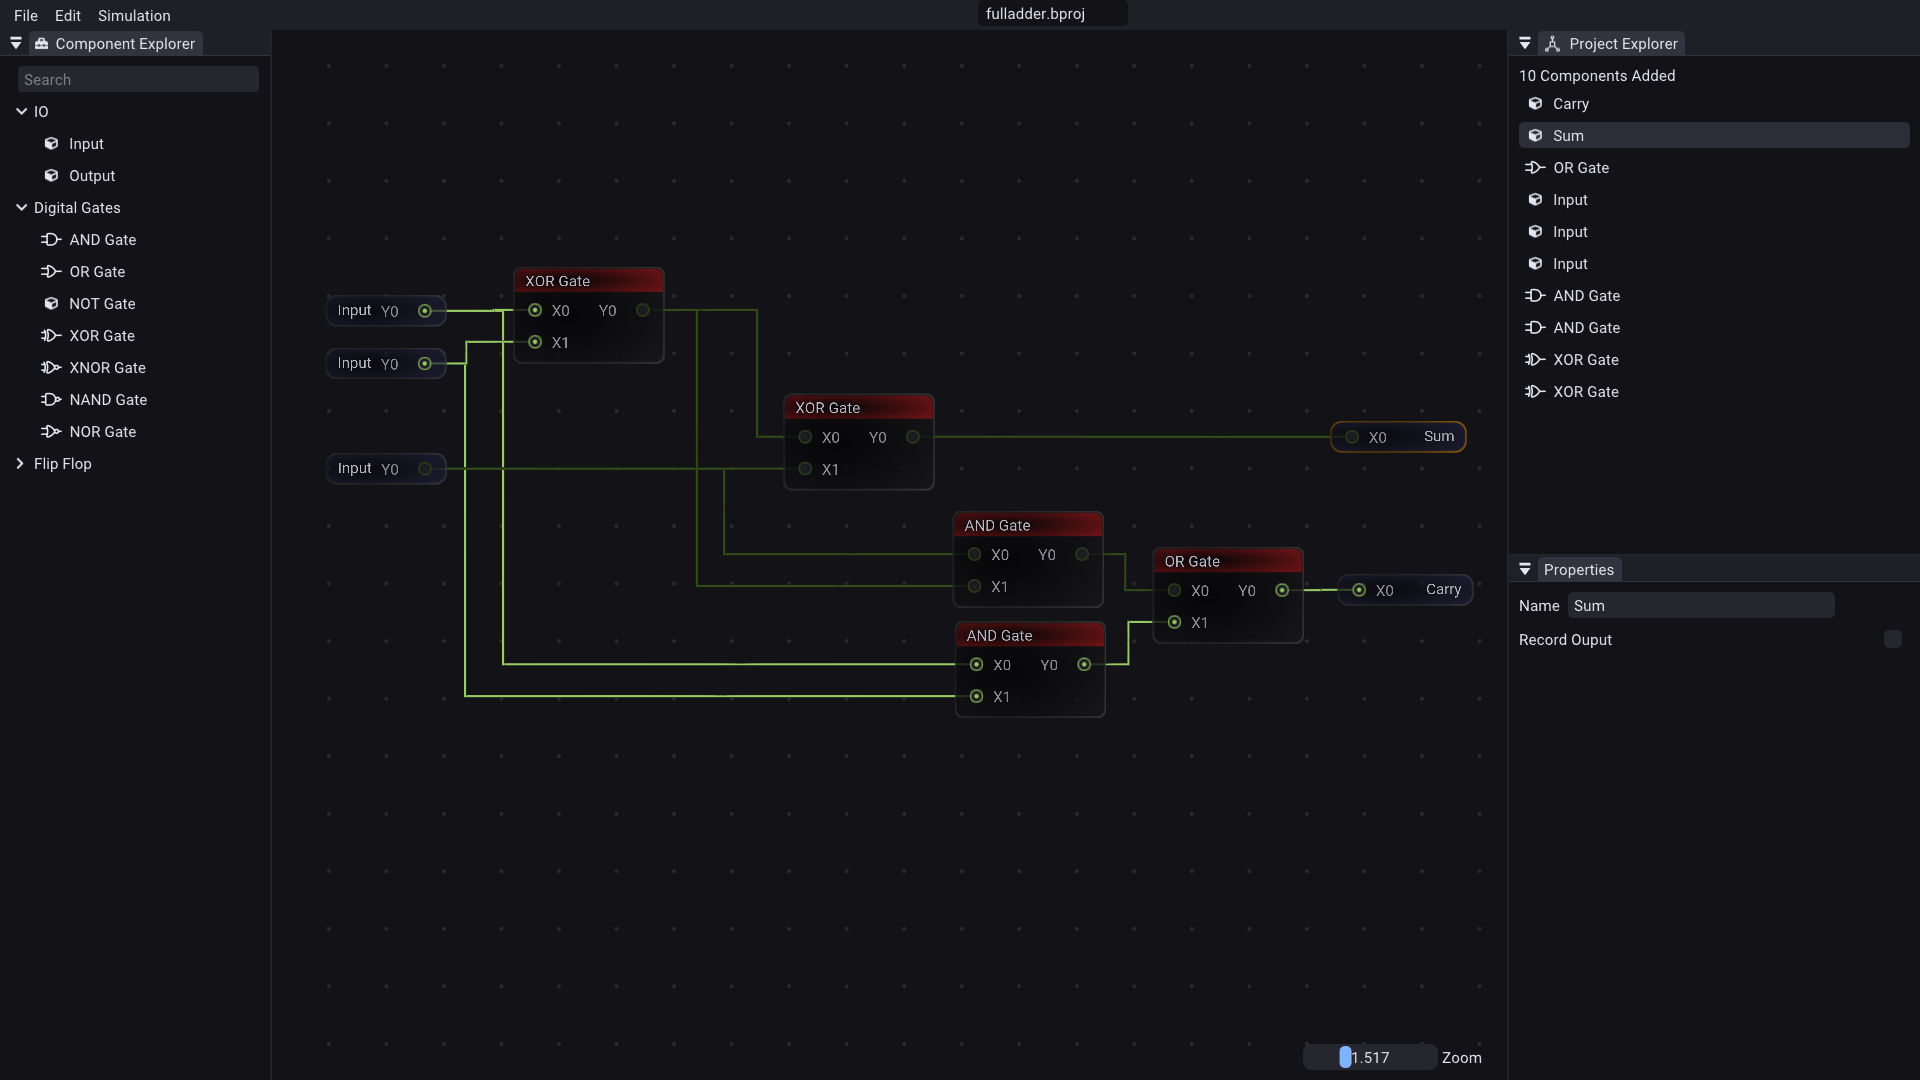 File Edit Simulation
fulladder.bproj
Component Explorer
Search
IO
Input
Output
Digital Gates
AND Gate
OR Gate
NOT Gate
XOR Gate
XNOR Gate
NAND Gate
NOR Gate
Flip Flop
XOR Gate
Input Y0
X0 Y0
X1
Input Y0
XOR Gate
X0 Y0
X0 Sum
Input Y0
X1
AND Gate
X0 Y0
X1
OR Gate
X0 Y0
X0 Carry
X1
AND Gate
X0 Y0
X1
1.517 Zoom
Project Explorer
10 Components Added
Carry
Sum
OR Gate
Input
Input
Input
AND Gate
AND Gate
XOR Gate
XOR Gate
Properties
Name Sum
Record Ouput